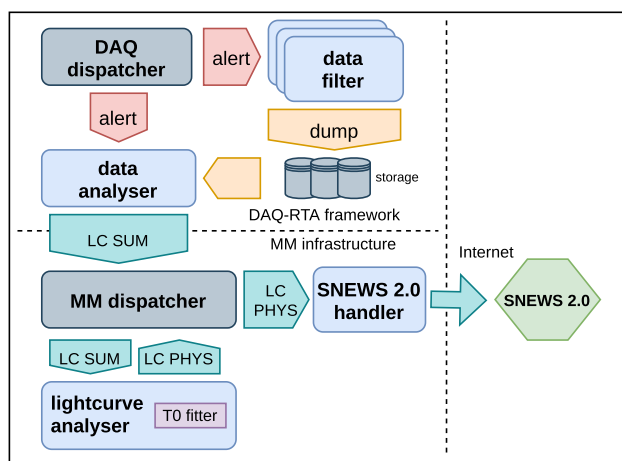 DAQ
dispatcher
alert
data
filter
alert
dump
data
analyser
storage
DAQ-RTA framework
LC SUM
MM infrastructure
Internet
MM dispatcher
LC
PHYS
SNEWS 2.0
handler
SNEWS 2.0
LC SUM
LC PHYS
lightcurve
analyser
T0 fitter